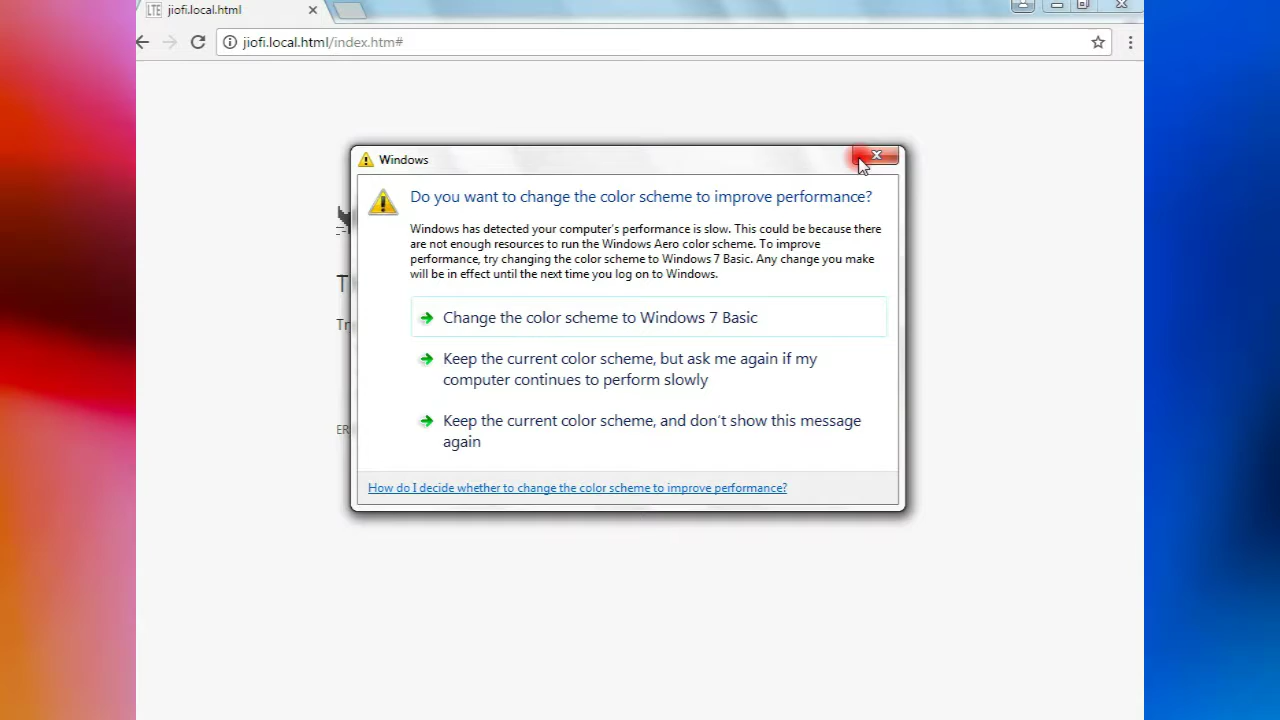 LTE jiofi.local.html
jiofi.local.html/index.htm#
Windows
Do you want to change the color scheme to improve performance?
Windows has detected your computer's performance is slow. This could be because there
are not enough resources to run the Windows Aero color scheme. To improve
performance, try changing the color scheme to Windows 7 Basic. Any change you make
will be in effect until the next time you log on to Windows.
Change the color scheme to Windows 7 Basic
Keep the current color scheme, but ask me again if my
computer continues to perform slowly
Keep the current color scheme, and don't show this message
again
How do I decide whether to change the color scheme to improve performance?